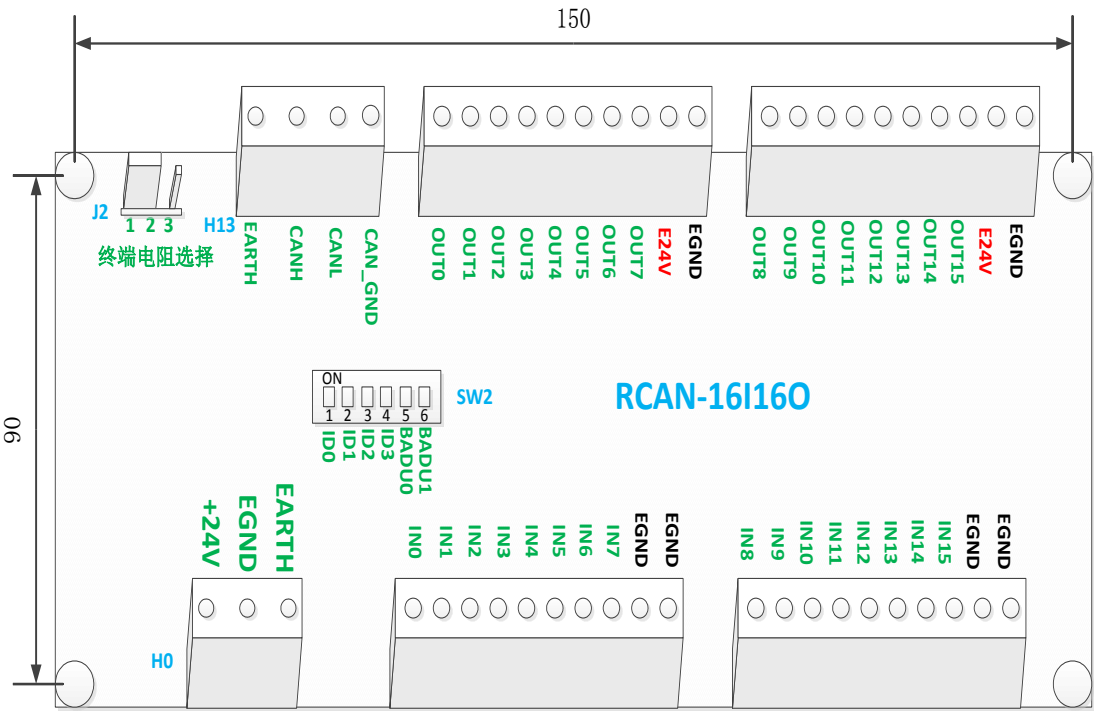 150
90
J2
1 2 3
终端电阻选择
H13
EARTH
CANH
CANL
CAN_GND
OUT0
OUT1
OUT2
OUT3
OUT4
OUT5
OUT6
OUT7
E24V
EGND
OUT8
OUT9
OUT10
OUT11
OUT12
OUT13
OUT14
OUT15
E24V
EGND
ON
1 2 3 4 5 6
SW2
ID0
ID1
ID2
ID3
BADU0
BADU1
RCAN-16I16O
+24V
EGND
EARTH
H0
IN0
IN1
IN2
IN3
IN4
IN5
IN6
IN7
EGND
EGND
IN8
IN9
IN10
IN11
IN12
IN13
IN14
IN15
EGND
EGND